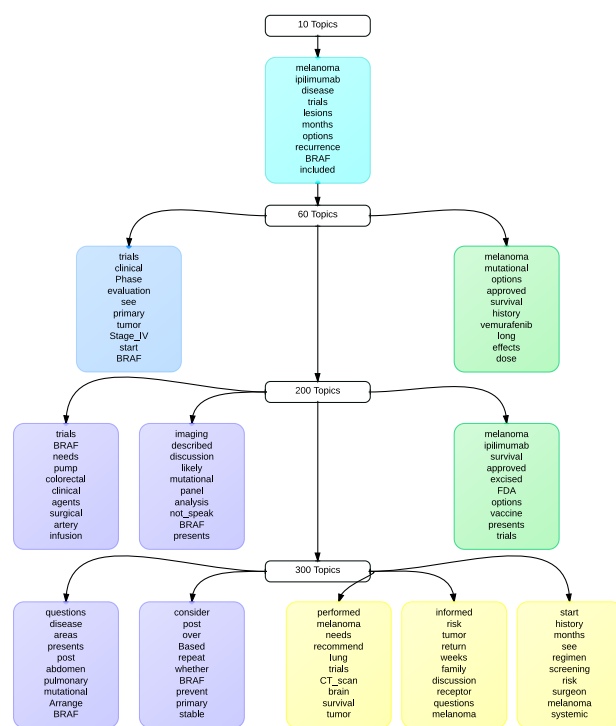 10 Topics
melanoma
ipilimumab
disease
trials
lesions
months
options
recurrence
BRAF
included
60 Topics
trials
clinical
Phase
evaluation
see
primary
tumor
Stage_IV
start
BRAF
melanoma
mutational
options
approved
survival
history
vemurafenib
long
effects
dose
200 Topics
trials
BRAF
needs
pump
colorectal
clinical
agents
surgical
artery
infusion
imaging
described
discussion
likely
mutational
panel
analysis
not_speak
BRAF
presents
melanoma
ipilimumab
survival
approved
excised
FDA
options
vaccine
presents
trials
300 Topics
questions
disease
areas
presents
post
abdomen
pulmonary
mutational
Arrange
BRAF
consider
post
over
Based
repeat
whether
BRAF
prevent
primary
stable
performed
melanoma
needs
recommend
lung
trials
CT_scan
brain
survival
tumor
informed
risk
tumor
return
weeks
family
discussion
receptor
questions
melanoma
start
history
months
see
regimen
screening
risk
surgeon
melanoma
systemic